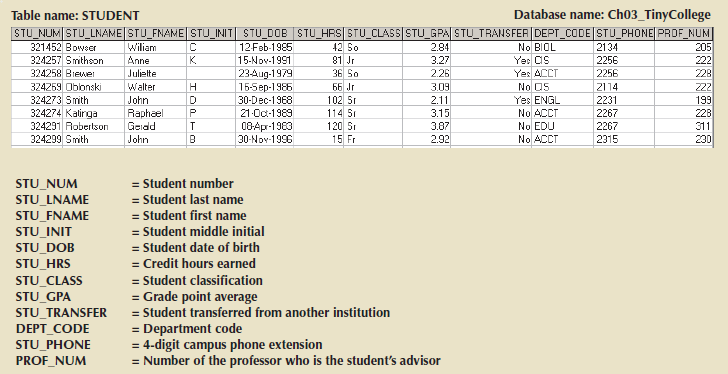 Table name: STUDENT Database name: Ch03_TinyCollege
STU_NUM STU_LNAME STU_FNAME STU_INIT STU_DOB STU_HRS STU_CLASS STU_GPA STU_TRANSFER DEPT_CODE STU_PHONE PROF_NUM
321452 Bowser William C 12-Feb-1985 42 So 2.84 No BIOL 2134 205
324257 Smithson Anne K 15-Nov-1991 81 Jr 3.27 Yes CIS 2256 222
324258 Brewer Juliette 23-Aug-1979 36 So 2.26 Yes ACCT 2256 228
324269 Oblonski Walter H 16-Sep-1986 66 Jr 3.09 No CIS 2114 222
324273 Smith John D 30-Dec-1968 102 Sr 2.11 Yes ENGL 2231 199
324274 Katinga Raphael P 21-Oct-1989 114 Sr 3.15 No ACCT 2267 228
324291 Robertson Gerald T 08-Apr-1983 120 Sr 3.87 No EDU 2267 311
324299 Smith John B 30-Nov-1996 15 Fr 2.92 No ACCT 2315 230
STU_NUM = Student number
STU_LNAME = Student last name
STU_FNAME = Student first name
STU_INIT = Student middle initial
STU_DOB = Student date of birth
STU_HRS = Credit hours earned
STU_CLASS = Student classification
STU_GPA = Grade point average
STU_TRANSFER = Student transferred from another institution
DEPT_CODE = Department code
STU_PHONE = 4-digit campus phone extension
PROF_NUM = Number of the professor who is the student's advisor